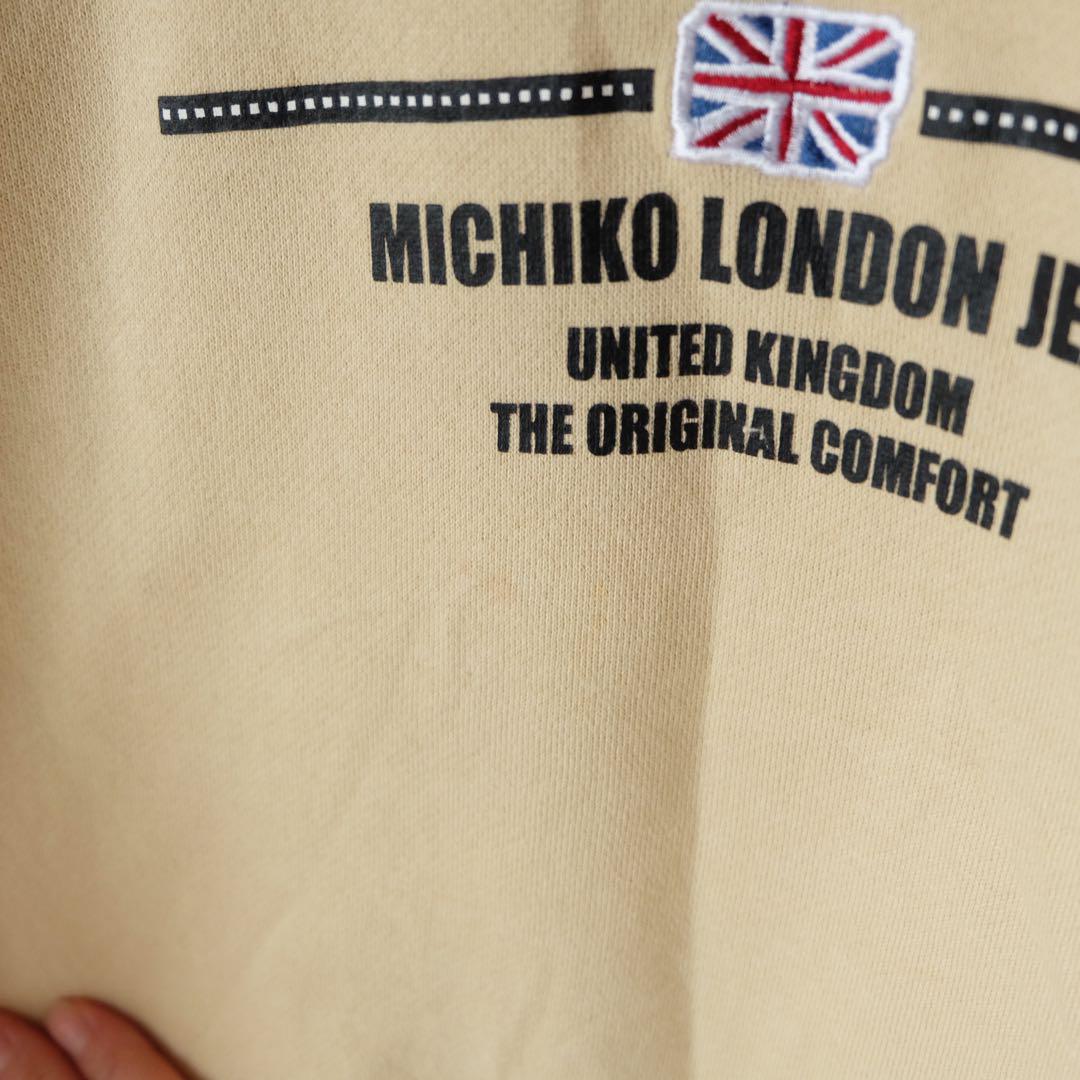 MICHIKO LONDON JE
UNITED KINGDOM
THE ORIGINAL COMFORT